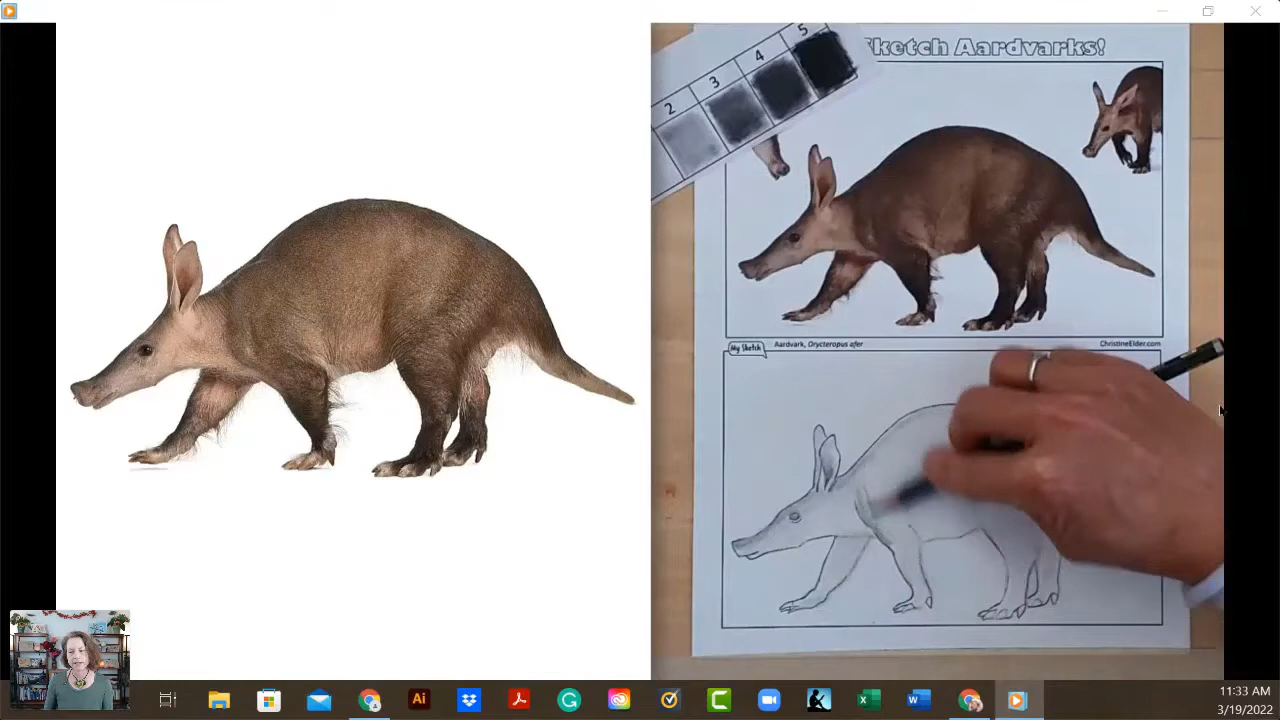 Sketch Aardvarks!
2 3 4 5
My Sketch
Aardvark, Orycteropus afer
ChristineElder.com
Ai
X
W
11:33 AM
3/19/2022